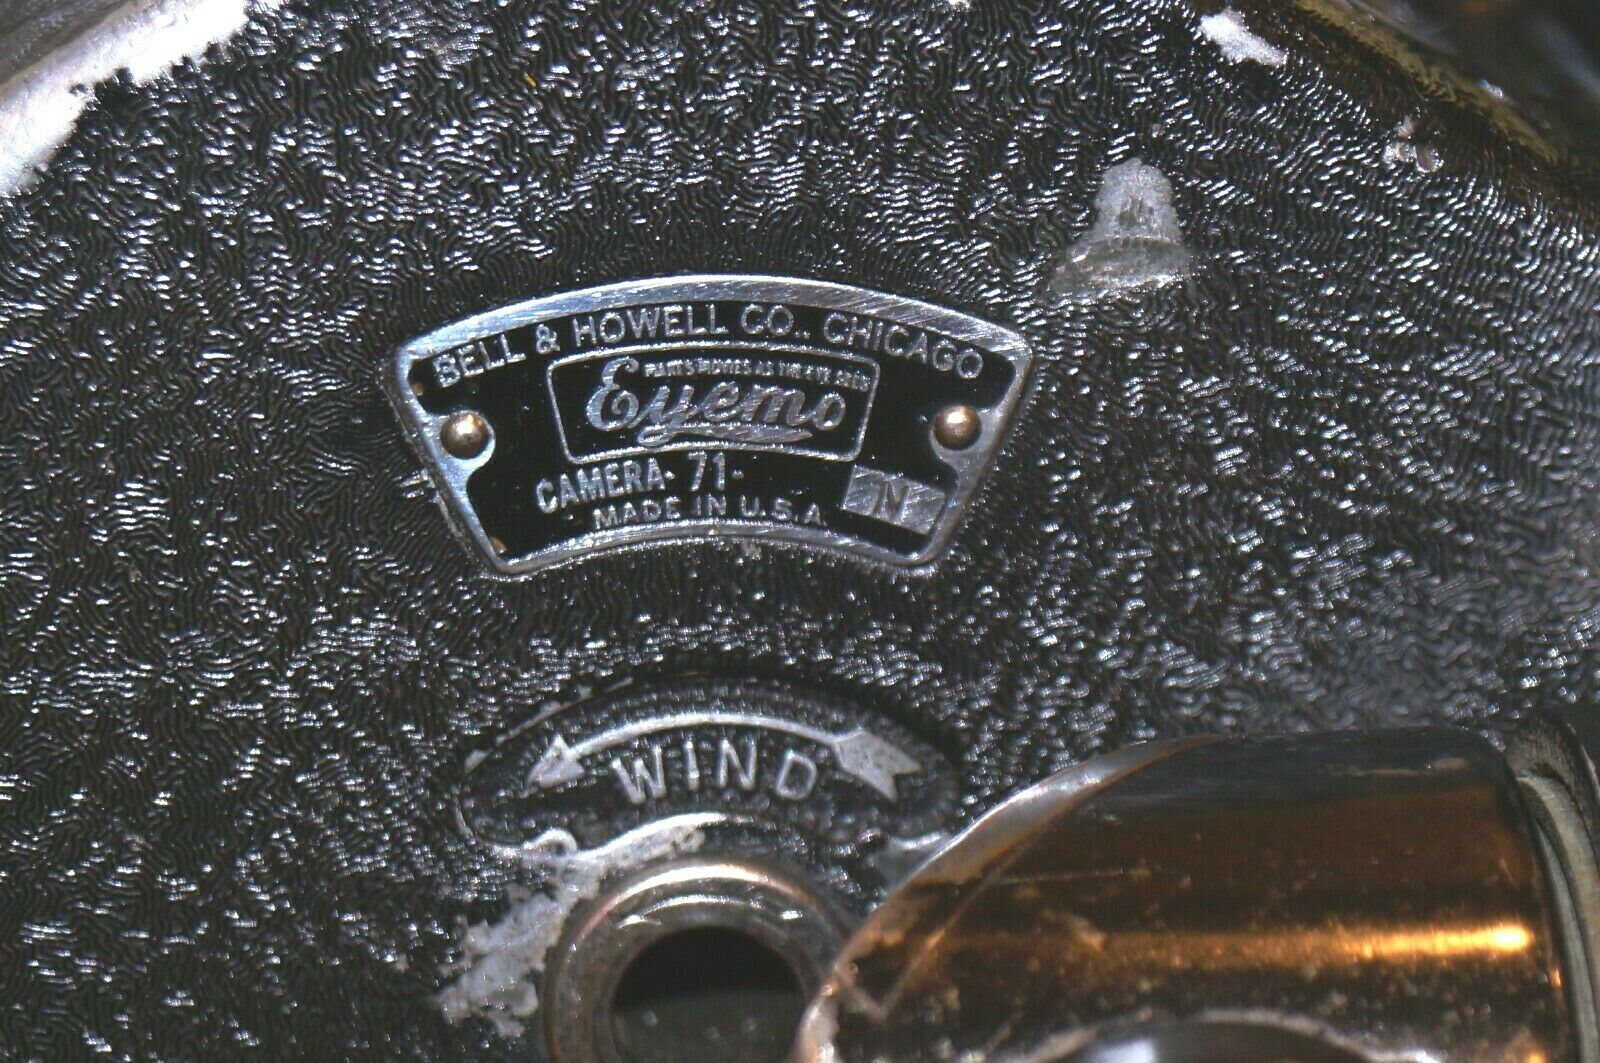 BELL & HOWELL CO., CHICAGO
Eyemo
CAMERA- 71-
N
MADE IN U.S.A
WIND